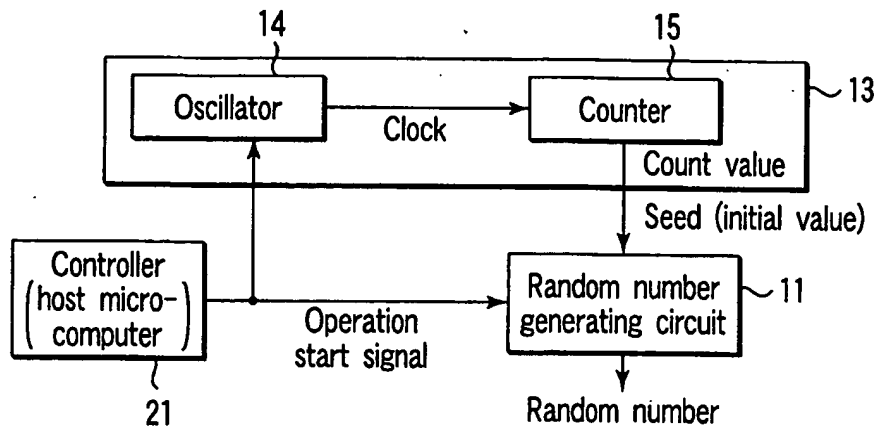 14
15
13
Oscillator
Clock
Counter
Count value
Seed (initial value)
Controller
(host micro-
computer)
21
Operation
start signal
Random number
generating circuit
11
Random number